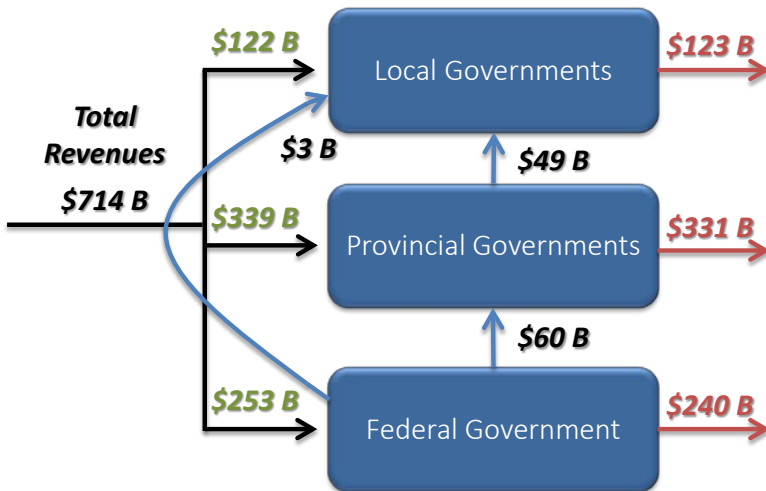 $122 B
Local Governments
$123 B
Total
Revenues
$714 B
$3 B
$49 B
$339 B
Provincial Governments
$331 B
$60 B
$253 B
Federal Government
$240 B